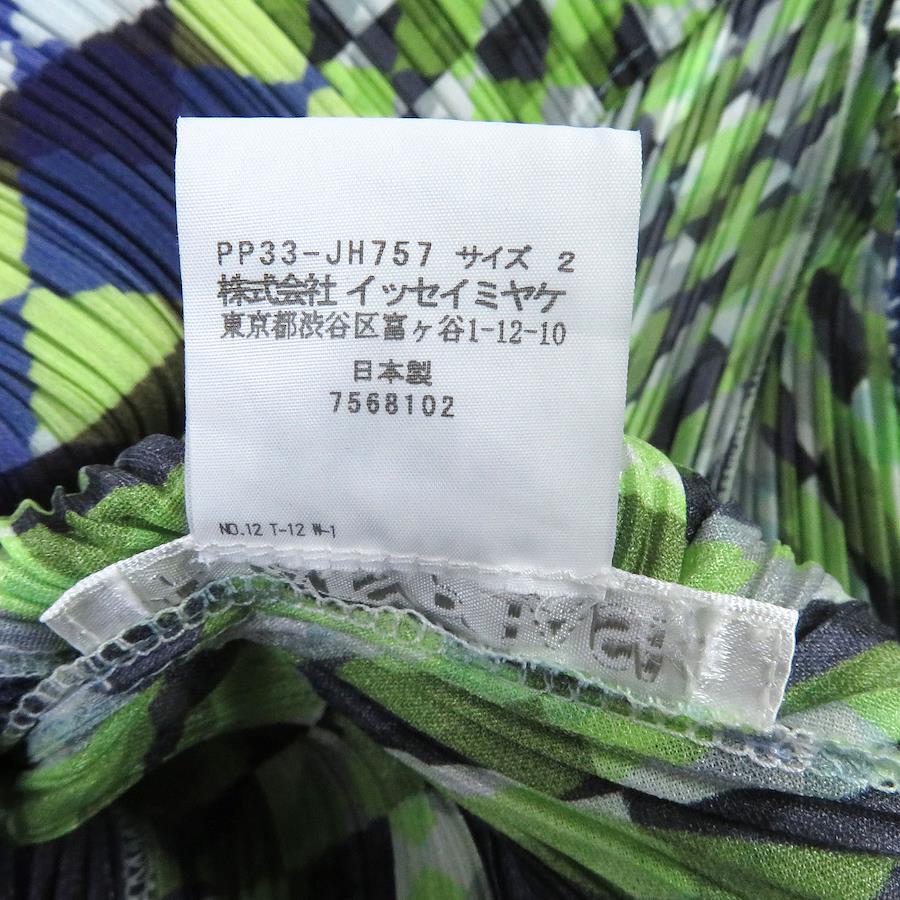 PP33-JH757 サイズ 2
株式会社 イッセイミヤケ
東京都渋谷区富ヶ谷1-12-10
日本製
7568102
NO.12 T-12 W-1